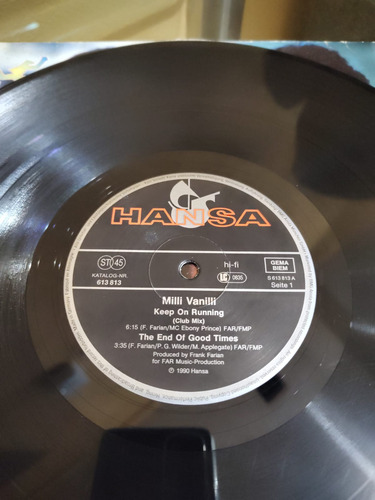 HANSA
ST 45
KATALOG-NR.
613 813
hi-fi
LC 0835
GEMA
BIEM
S 613 813 A
Seite 1
Milli Vanilli
Keep On Running
(Club Mix)
6:15 (F. Farian/MC Ebony Prince) FAR/FMP
The End Of Good Times
3:35 (F. Farian/P. G. Wilder/M. Applegate) FAR/FMP
Produced by Frank Farian
for FAR Music-Production
℗ 1990 Hansa